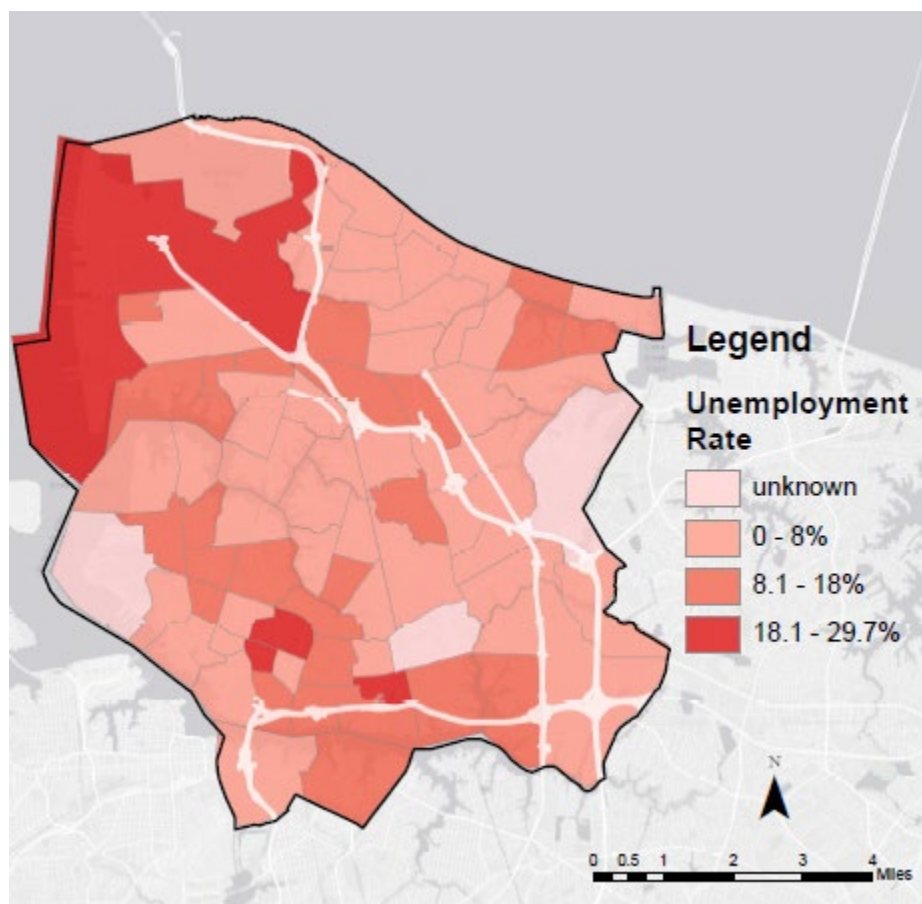 Legend
Unemployment
Rate
unknown
0 - 8%
8.1 - 18%
18.1 - 29.7%
N
0 0.5 1 2 3 4
Miles